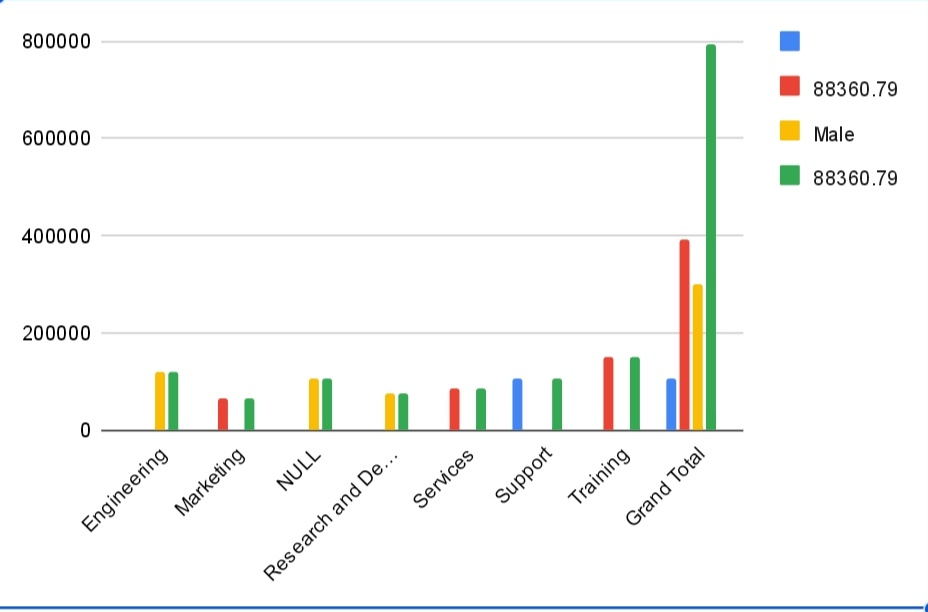 800000
600000
400000
200000
0
88360.79
Male
88360.79
Engineering
Marketing
NULL
Research and De...
Services
Support
Training
Grand Total